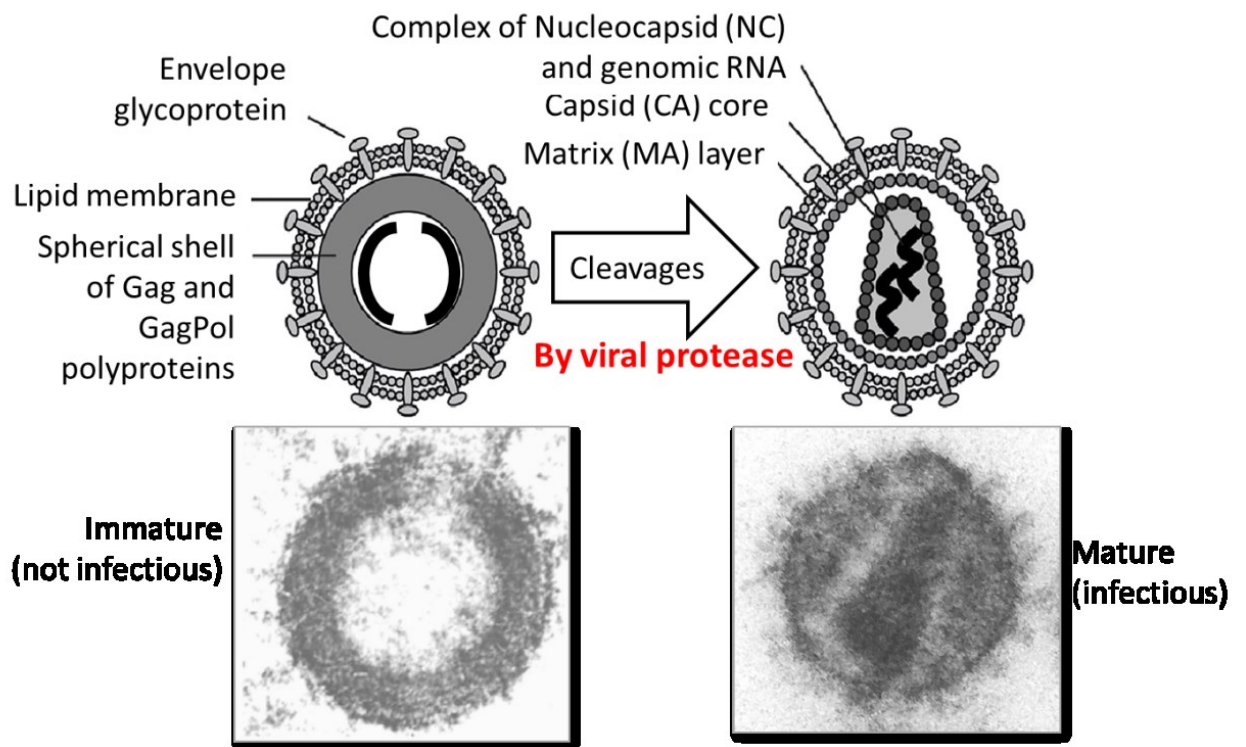 Complex of Nucleocapsid (NC)
and genomic RNA
Capsid (CA) core
Matrix (MA) layer
Envelope
glycoprotein
Lipid membrane
Spherical shell
of Gag and
GagPol
polyproteins
Cleavages
By viral protease
Immature
(not infectious)
Mature
(infectious)